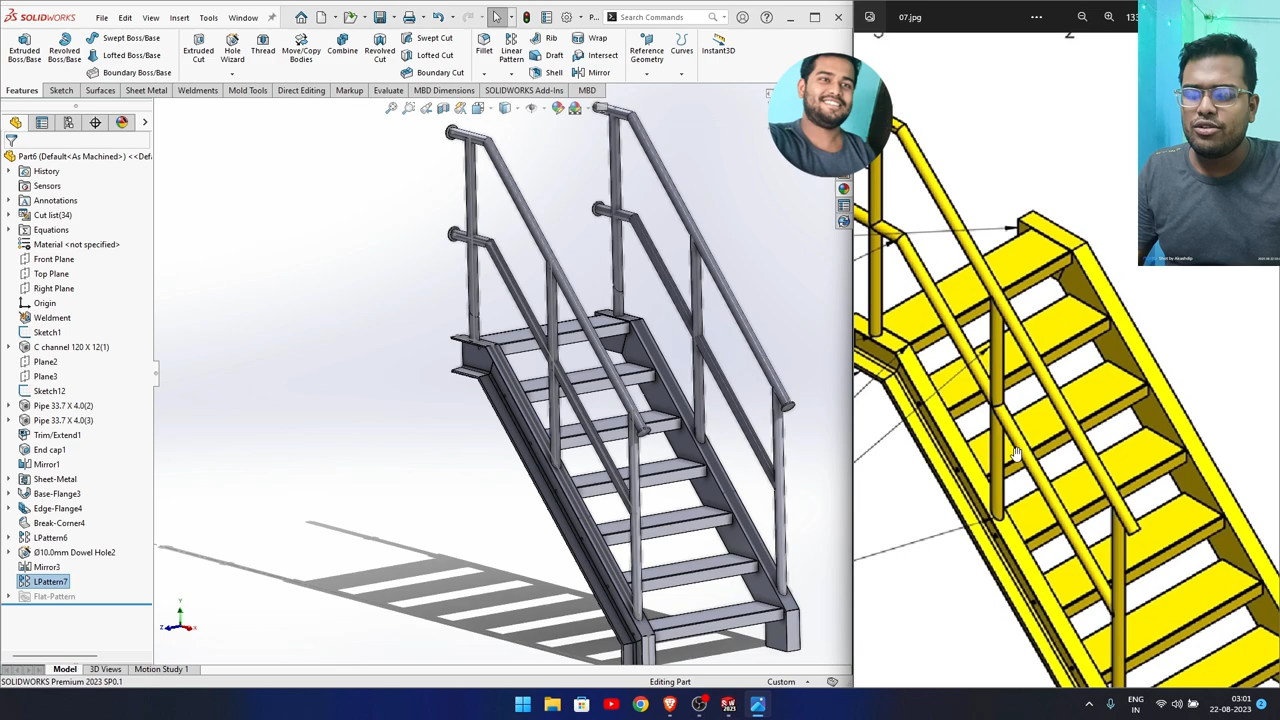 SOLIDWORKS
File
Edit
View
Insert
Tools
Window
P...
Search Commands
07.jpg
133
Extruded Boss/Base
Revolved Boss/Base
Swept Boss/Base
Lofted Boss/Base
Boundary Boss/Base
Extruded Cut
Hole Wizard
Thread
Move/Copy Bodies
Combine
Revolved Cut
Swept Cut
Lofted Cut
Boundary Cut
Fillet
Linear Pattern
Rib
Draft
Shell
Wrap
Intersect
Mirror
Reference Geometry
Curves
Instant3D
Features
Sketch
Surfaces
Sheet Metal
Weldments
Mold Tools
Direct Editing
Markup
Evaluate
MBD Dimensions
SOLIDWORKS Add-Ins
MBD
Part6 (Default<As Machined>) <<Defa
History
Sensors
Annotations
Cut list(34)
Equations
Material <not specified>
Front Plane
Top Plane
Right Plane
Origin
Weldment
Sketch1
C channel 120 X 12(1)
Plane2
Plane3
Sketch12
Pipe 33.7 X 4.0(2)
Pipe 33.7 X 4.0(3)
Trim/Extend1
End cap1
Mirror1
Sheet-Metal
Base-Flange3
Edge-Flange4
Break-Corner4
LPattern6
Ø10.0mm Dowel Hole2
Mirror3
LPattern7
Flat-Pattern
Y
Z
X
Model
3D Views
Motion Study 1
SOLIDWORKS Premium 2023 SP0.1
Editing Part
Custom
ENG
IN
03:01
22-08-2023